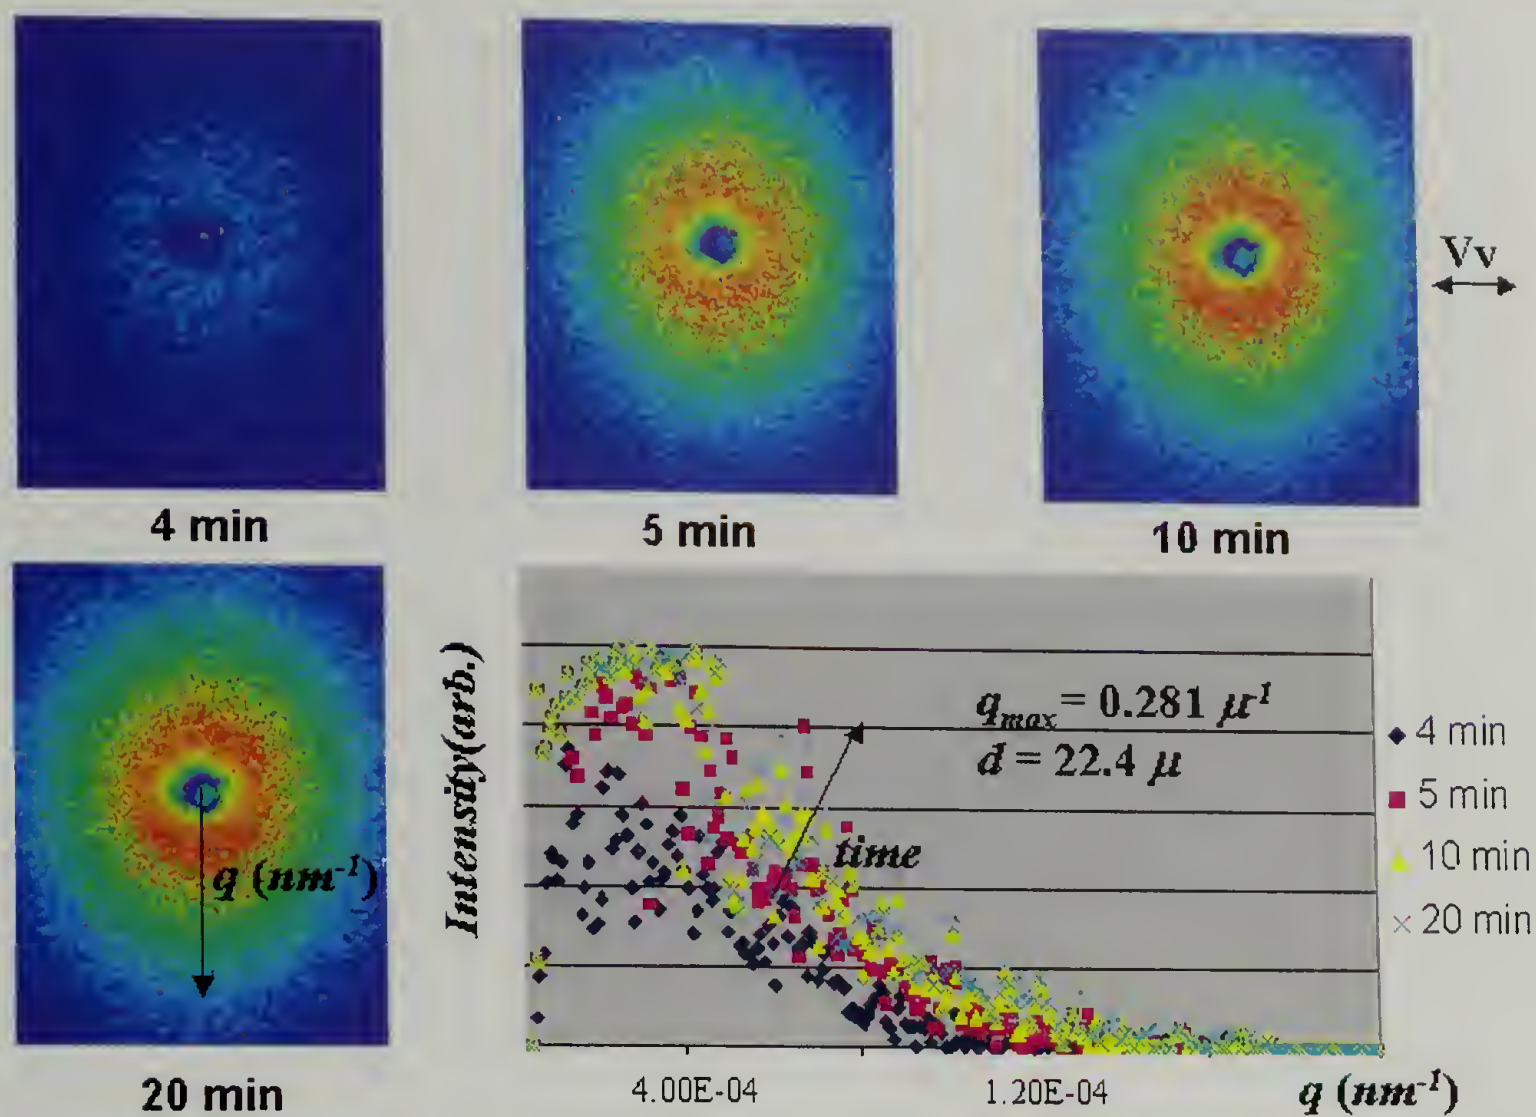 4 min
5 min
10 min
Vv
20 min
q (nm⁻¹)
Intensity(arb.)
q_max = 0.281 μ⁻¹
d = 22.4 μ
time
4 min
5 min
10 min
20 min
4.00E-04
1.20E-04
q (nm⁻¹)